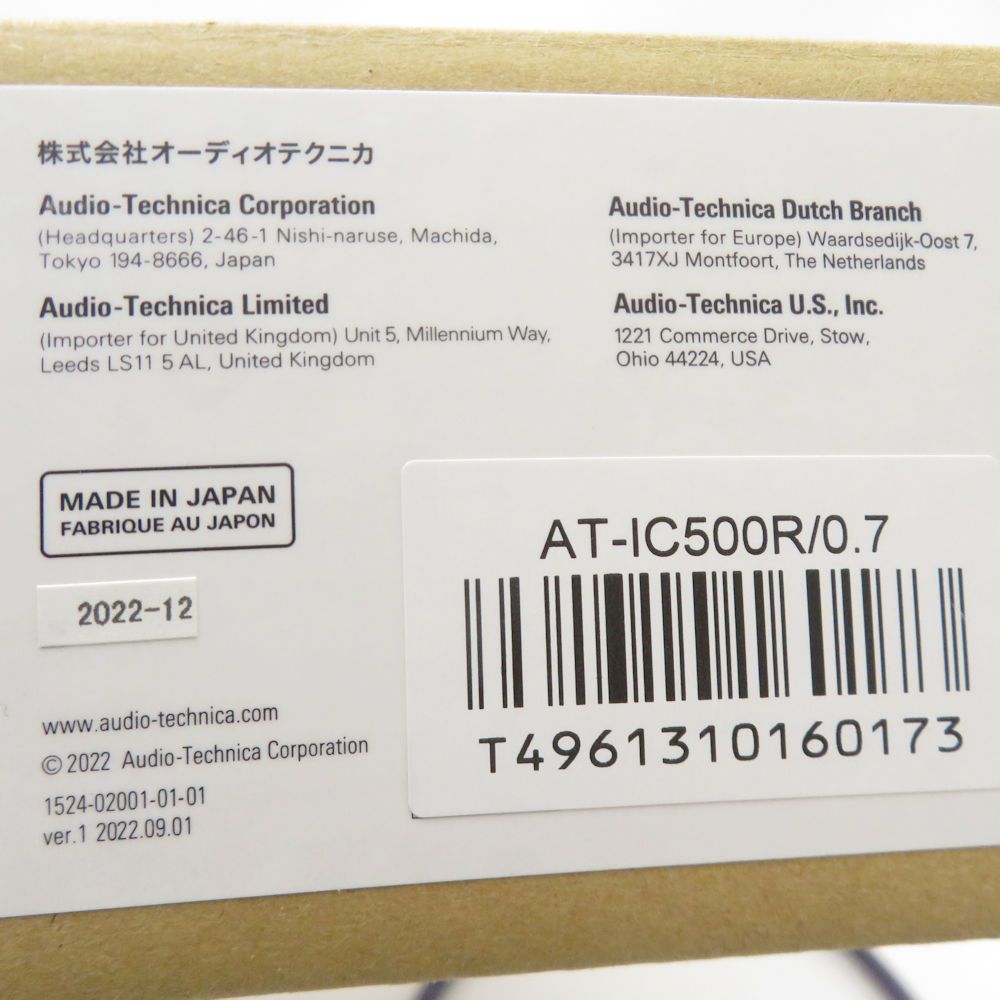 株式会社オーディオテクニカ
Audio-Technica Corporation
(Headquarters) 2-46-1 Nishi-naruse, Machida,
Tokyo 194-8666, Japan
Audio-Technica Limited
(Importer for United Kingdom) Unit 5, Millennium Way,
Leeds LS11 5 AL, United Kingdom
Audio-Technica Dutch Branch
(Importer for Europe) Waardsedijk-Oost 7,
3417XJ Montfoort, The Netherlands
Audio-Technica U.S., Inc.
1221 Commerce Drive, Stow,
Ohio 44224, USA
MADE IN JAPAN
FABRIQUE AU JAPON
2022-12
www.audio-technica.com
©2022 Audio-Technica Corporation
1524-02001-01-01
ver.1 2022.09.01
AT-IC500R/0.7
T4961310160173